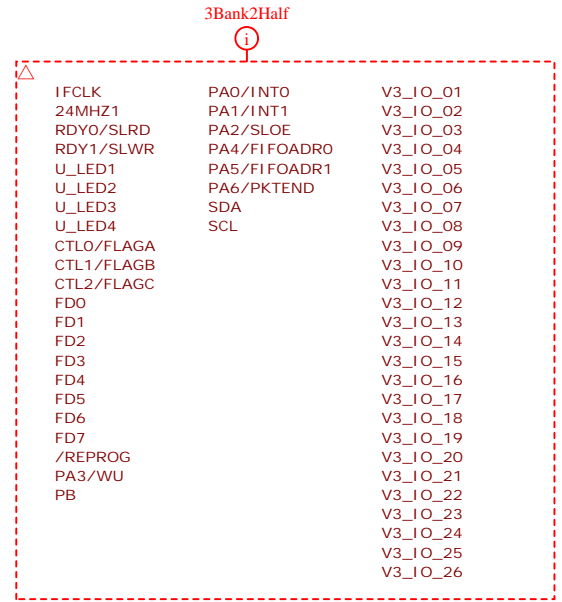 3Bank2Half
i
IFCLK PA0/INT0 V3_IO_01
24MHZ1 PA1/INT1 V3_IO_02
RDY0/SLRD PA2/SLOE V3_IO_03
RDY1/SLWR PA4/FIFOADR0 V3_IO_04
U_LED1 PA5/FIFOADR1 V3_IO_05
U_LED2 PA6/PKTEND V3_IO_06
U_LED3 SDA V3_IO_07
U_LED4 SCL V3_IO_08
CTL0/FLAGA V3_IO_09
CTL1/FLAGB V3_IO_10
CTL2/FLAGC V3_IO_11
FD0 V3_IO_12
FD1 V3_IO_13
FD2 V3_IO_14
FD3 V3_IO_15
FD4 V3_IO_16
FD5 V3_IO_17
FD6 V3_IO_18
FD7 V3_IO_19
/REPROG V3_IO_20
PA3/WU V3_IO_21
PB V3_IO_22
V3_IO_23
V3_IO_24
V3_IO_25
V3_IO_26